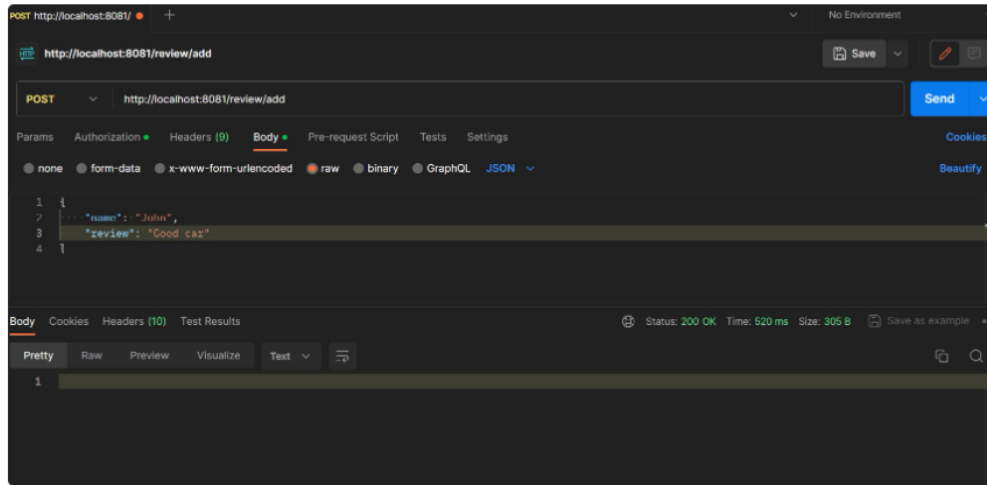 POST http://localhost:8081/
No Environment
HTTP http://localhost:8081/review/add
Save
POST http://localhost:8081/review/add
Send
Params Authorization Headers (9) Body Pre-request Script Tests Settings Cookies
none form-data x-www-form-urlencoded raw binary GraphQL JSON Beautify
1 {
2 "name": "John",
3 "review": "Good car"
4 }
Body Cookies Headers (10) Test Results Status: 200 OK Time: 520 ms Size: 305 B Save as example
Pretty Raw Preview Visualize Text
1